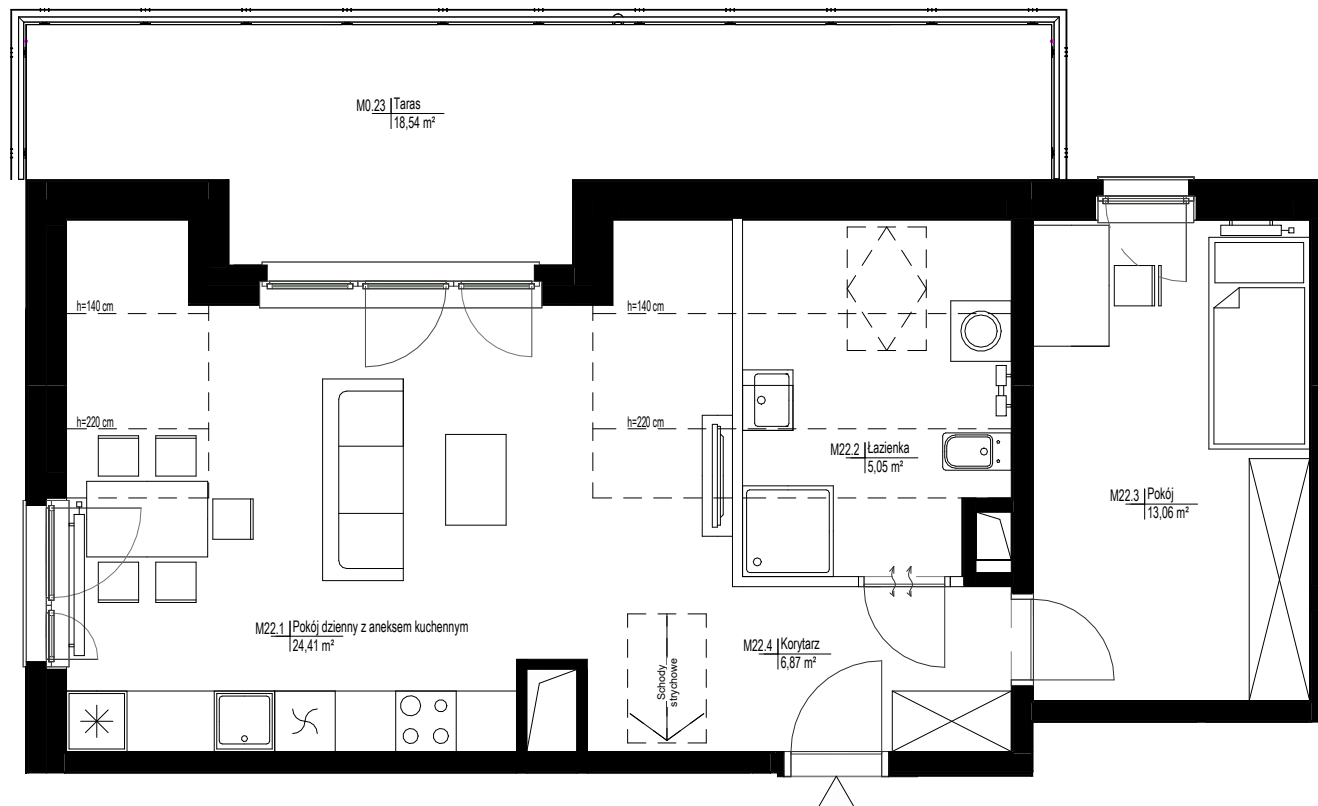 M0.23 Taras
18,54 m²
h=140 cm
h=140 cm
h=220 cm
h=220 cm
M22.2 Łazienka
5,05 m²
M22.3 Pokój
13,06 m²
M22.1 Pokój dzienny z aneksem kuchennym
24,41 m²
M22.4 Korytarz
6,87 m²
Schody
strychowe